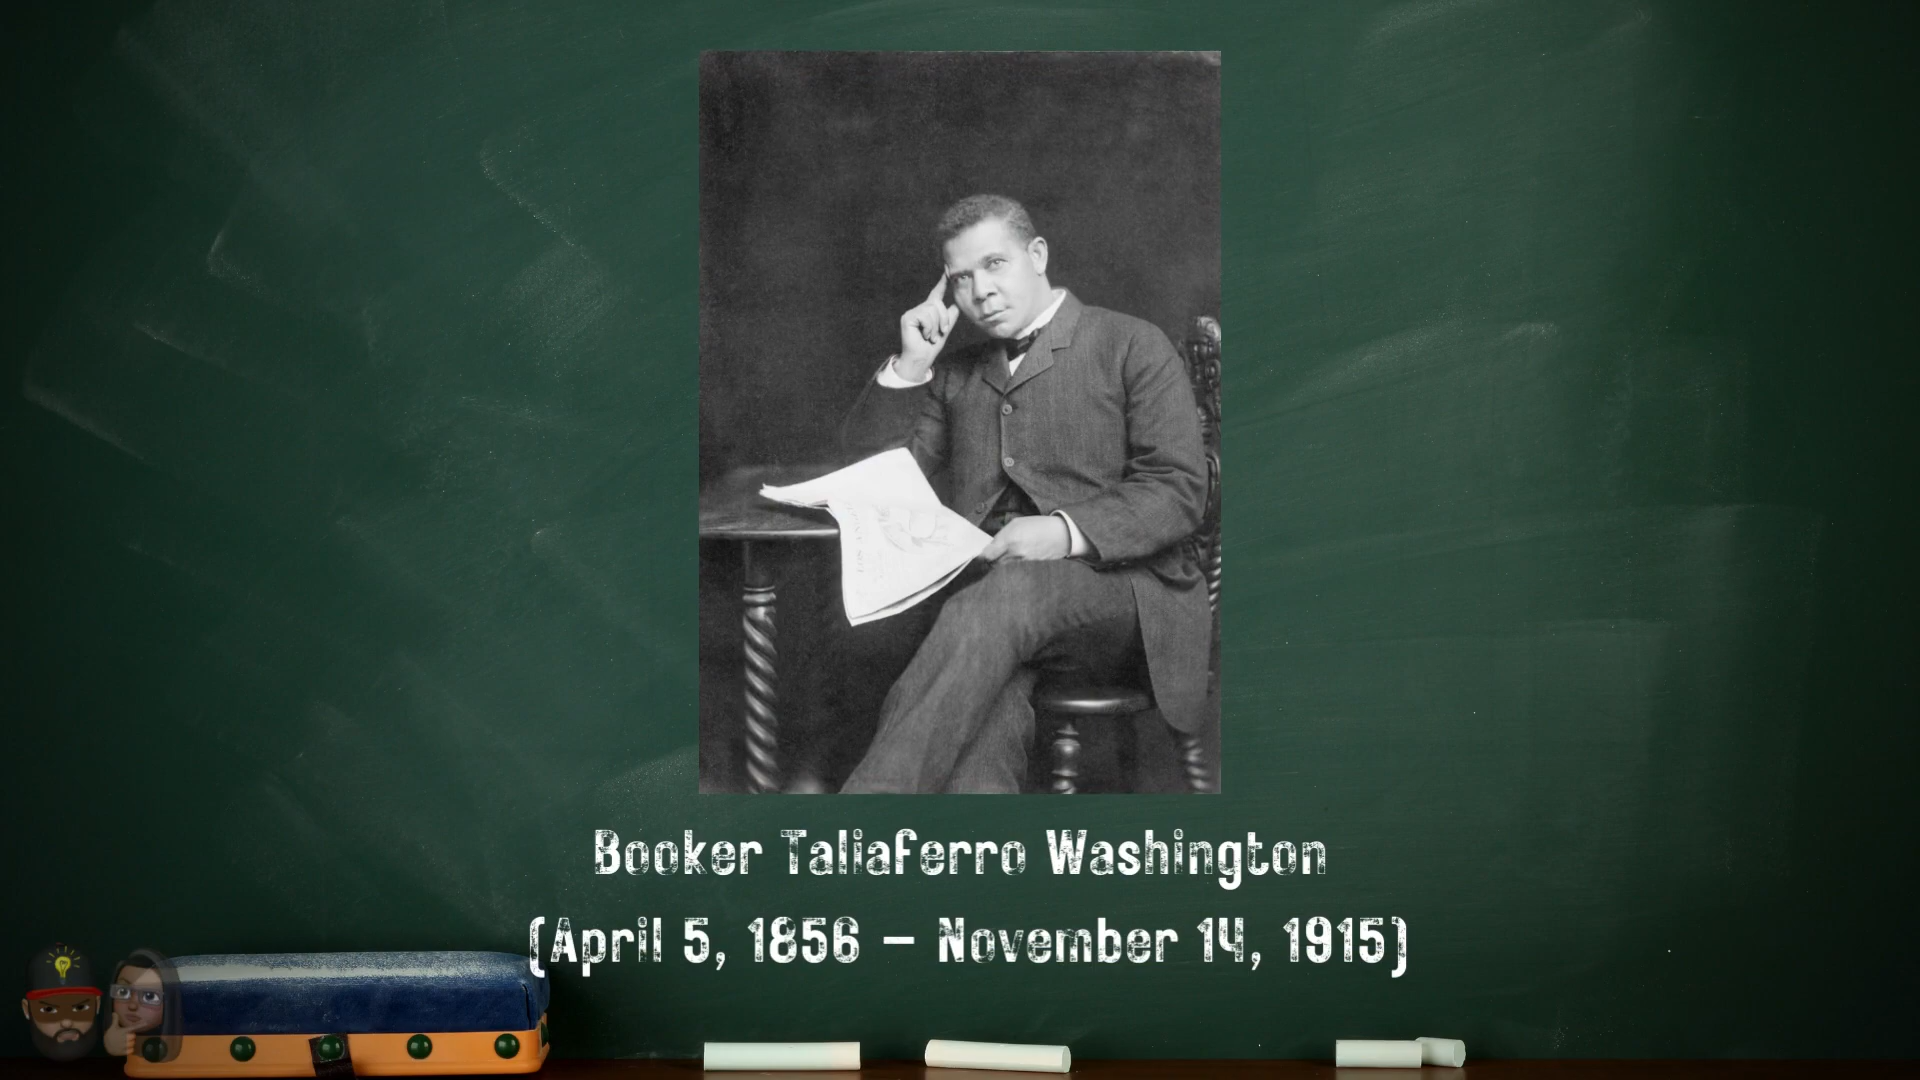 Booker Taliaferro Washington
(April 5, 1856 – November 14, 1915)